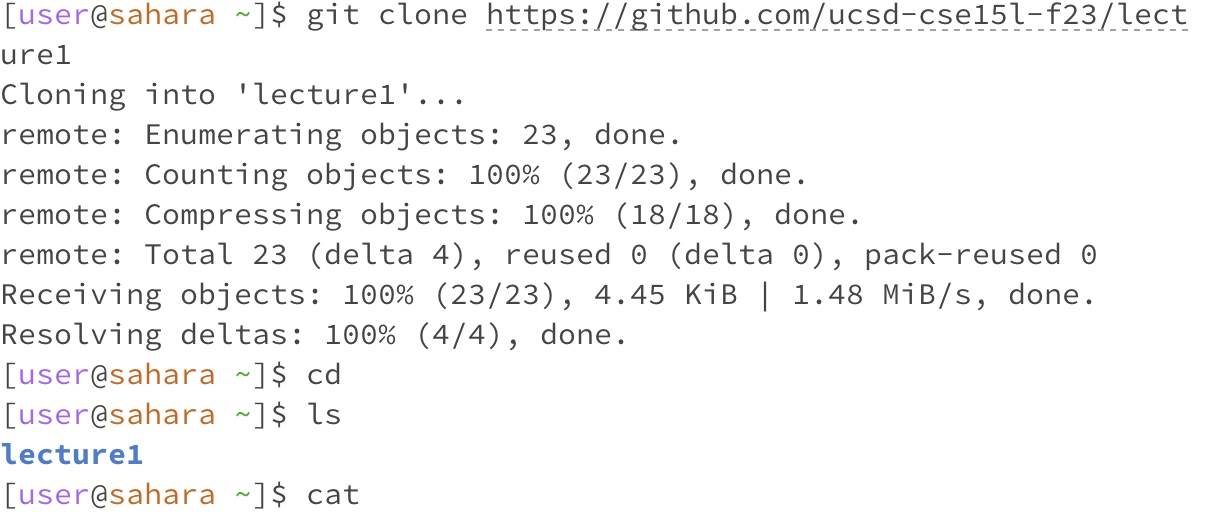 [user@sahara ~]$ git clone https://github.com/ucsd-cse15l-f23/lect
ure1
Cloning into 'lecture1'...
remote: Enumerating objects: 23, done.
remote: Counting objects: 100% (23/23), done.
remote: Compressing objects: 100% (18/18), done.
remote: Total 23 (delta 4), reused 0 (delta 0), pack-reused 0
Receiving objects: 100% (23/23), 4.45 KiB | 1.48 MiB/s, done.
Resolving deltas: 100% (4/4), done.
[user@sahara ~]$ cd
[user@sahara ~]$ ls
lecture1
[user@sahara ~]$ cat